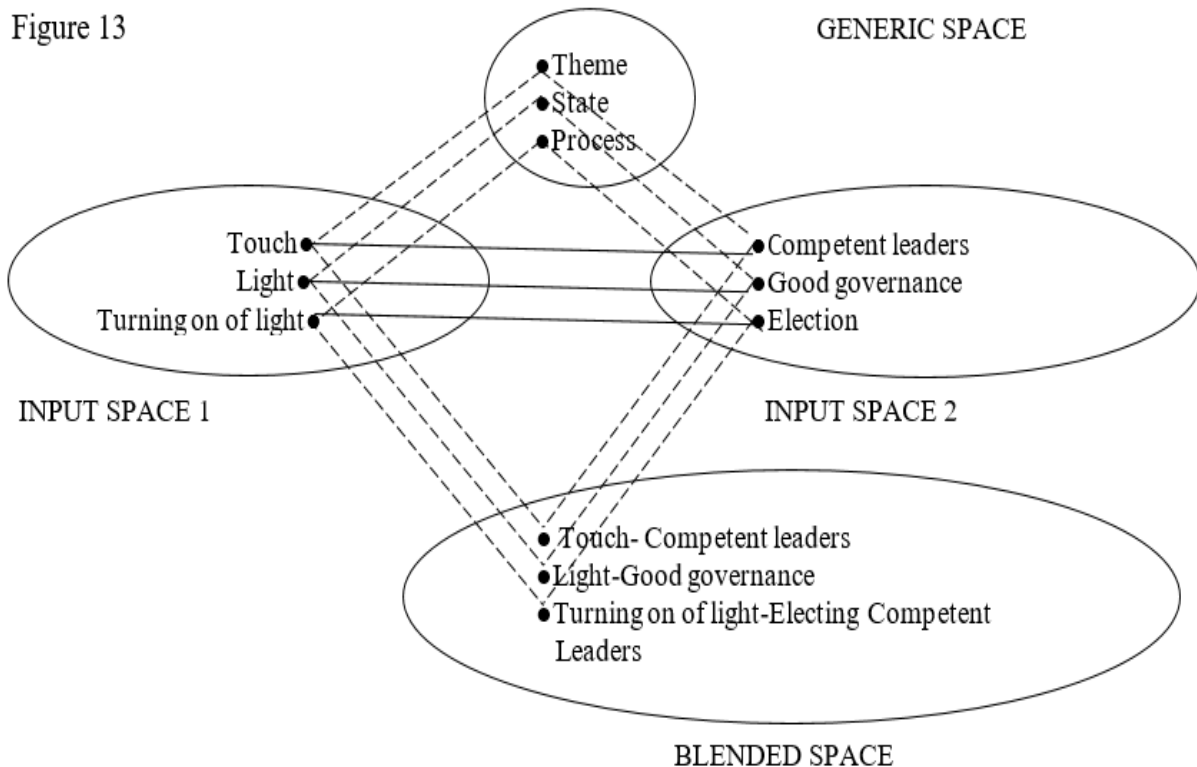 Figure 13
GENERIC SPACE
Theme
State
Process
Touch
Light
Turning on of light
Competent leaders
Good governance
Election
INPUT SPACE 1
INPUT SPACE 2
Touch- Competent leaders
Light-Good governance
Turning on of light-Electing Competent
Leaders
BLENDED SPACE